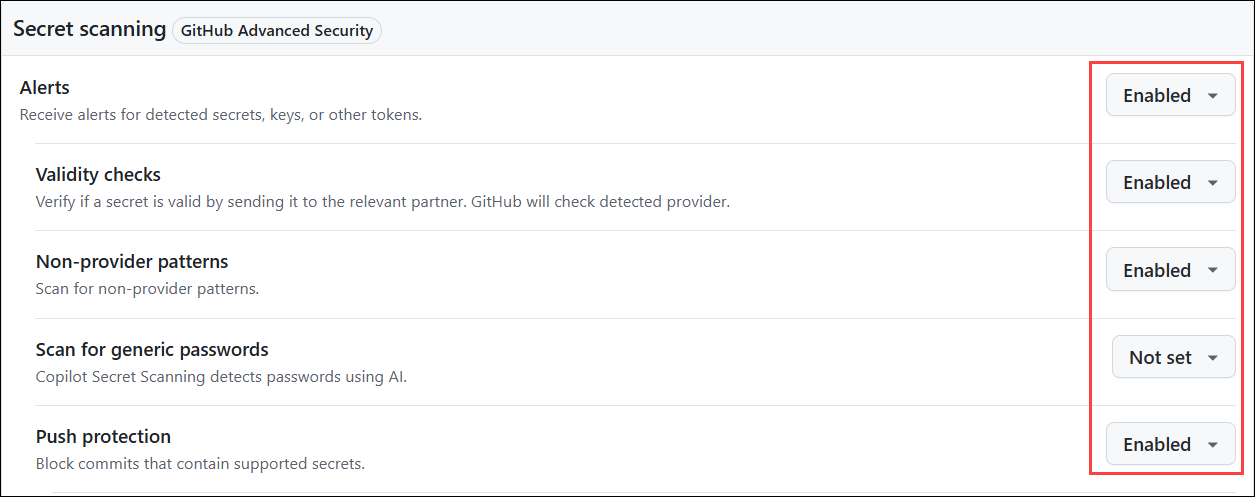 Secret scanning GitHub Advanced Security
Alerts
Enabled
Receive alerts for detected secrets, keys, or other tokens.
Validity checks
Enabled
Verify if a secret is valid by sending it to the relevant partner. GitHub will check detected provider.
Non-provider patterns
Enabled
Scan for non-provider patterns.
Scan for generic passwords
Not set
Copilot Secret Scanning detects passwords using AI.
Push protection
Enabled
Block commits that contain supported secrets.